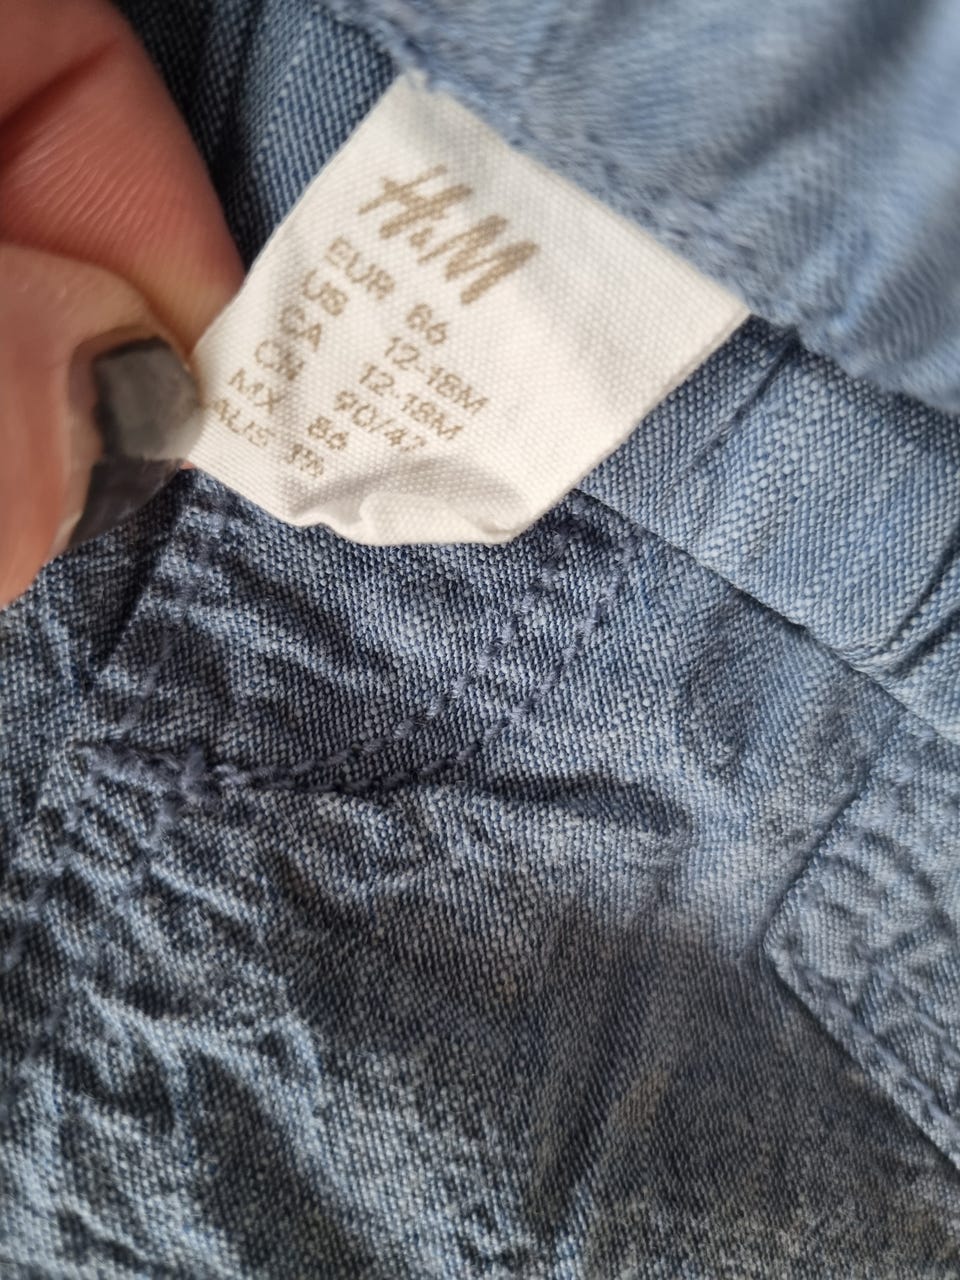 H&M
EUR 86
US 12-18M
CA 12-18M
CN 90/47
MX 86
AUS